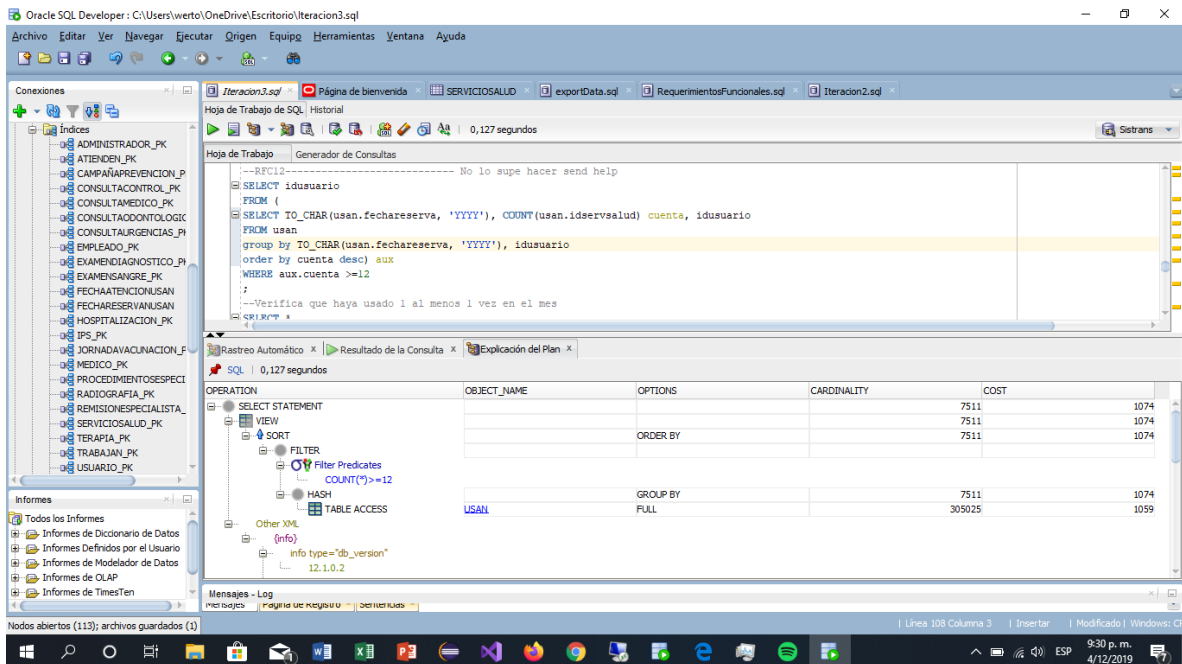 Oracle SQL Developer : C:\Users\werto\OneDrive\Escritorio\Iteracion3.sql
Archivo Editar Ver Navegar Ejecutar Origen Equipo Herramientas Ventana Ayuda
Conexiones
Índices
ADMINISTRADOR_PK
ATIENDEN_PK
CAMPAÑAPREVENCION_P
CONSULTACONTROL_PK
CONSULTAMEDICO_PK
CONSULTAODONTOLOGIC
CONSULTAURGENCIAS_PK
EMPLEADO_PK
EXAMENDIAGNOSTICO_PK
EXAMENSANGRE_PK
FECHAATENCIONUSAN
FECHARESERVANUSAN
HOSPITALIZACION_PK
IPS_PK
JORNADAVACUNACION_P
MEDICO_PK
PROCEDIMIENTOSESPECI
RADIOGRAFIA_PK
REMISIONESPECIALISTA_
SERVICIOSALUD_PK
TERAPIA_PK
TRABAJAN_PK
USUARIO_PK
Informes
Todos los Informes
Informes de Diccionario de Datos
Informes Definidos por el Usuario
Informes de Modelador de Datos
Informes de OLAP
Informes de TimesTen
Iteracion3.sql Página de bienvenida SERVICIOSALUD exportData.sql RequerimientosFuncionales.sql Iteracion2.sql
Hoja de Trabajo de SQL Historial
0,127 segundos
Sistrans
Hoja de Trabajo Generador de Consultas
--RFC12--------------------------- No lo supe hacer send help
SELECT idusuario
FROM (
SELECT TO_CHAR(usan.fechareserva, 'YYYY'), COUNT(usan.idservsalud) cuenta, idusuario
FROM usan
group by TO_CHAR(usan.fechareserva, 'YYYY'), idusuario
order by cuenta desc) aux
WHERE aux.cuenta >=12
;
--Verifica que haya usado 1 al menos 1 vez en el mes
SELECT *
Rastreo Automático Resultado de la Consulta Explicación del Plan
SQL | 0,127 segundos
OPERATION OBJECT_NAME OPTIONS CARDINALITY COST
SELECT STATEMENT 7511 1074
VIEW 7511 1074
SORT ORDER BY 7511 1074
FILTER
Filter Predicates
COUNT(*)>=12
HASH GROUP BY 7511 1074
TABLE ACCESS USAN FULL 305025 1059
Other XML
{info}
info type="db_version"
12.1.0.2
Mensajes - Log
Mensajes Página de Registro Sentencias
Nodos abiertos (113); archivos guardados (1)
Línea 108 Columna 3 | Insertar | Modificado | Windows: CR
ESP
9:30 p. m.
4/12/2019